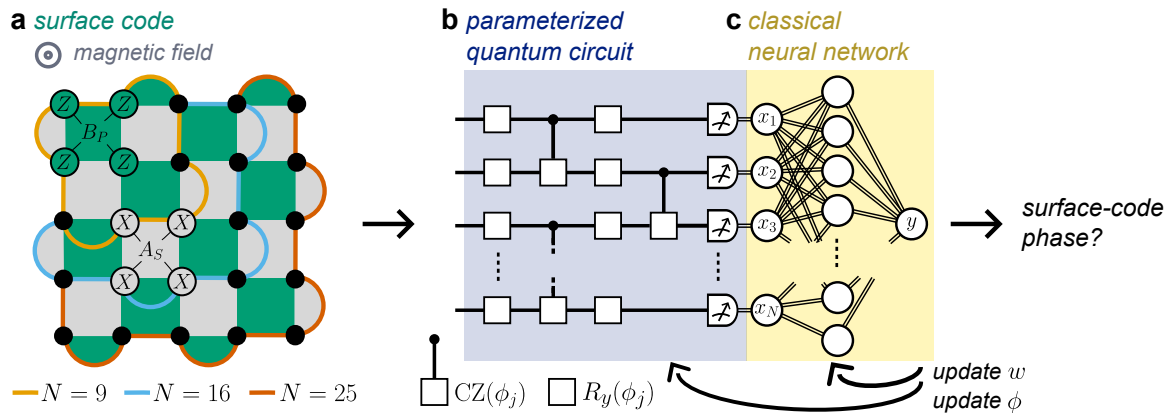 a surface code
magnetic field
Z Z
B_P
Z Z
X X
A_S
X X
N = 9 N = 16 N = 25
b parameterized
quantum circuit
CZ(ϕ_j) R_y(ϕ_j)
c classical
neural network
x_1
x_2
x_3
x_N
y
update w
update ϕ
surface-code
phase?